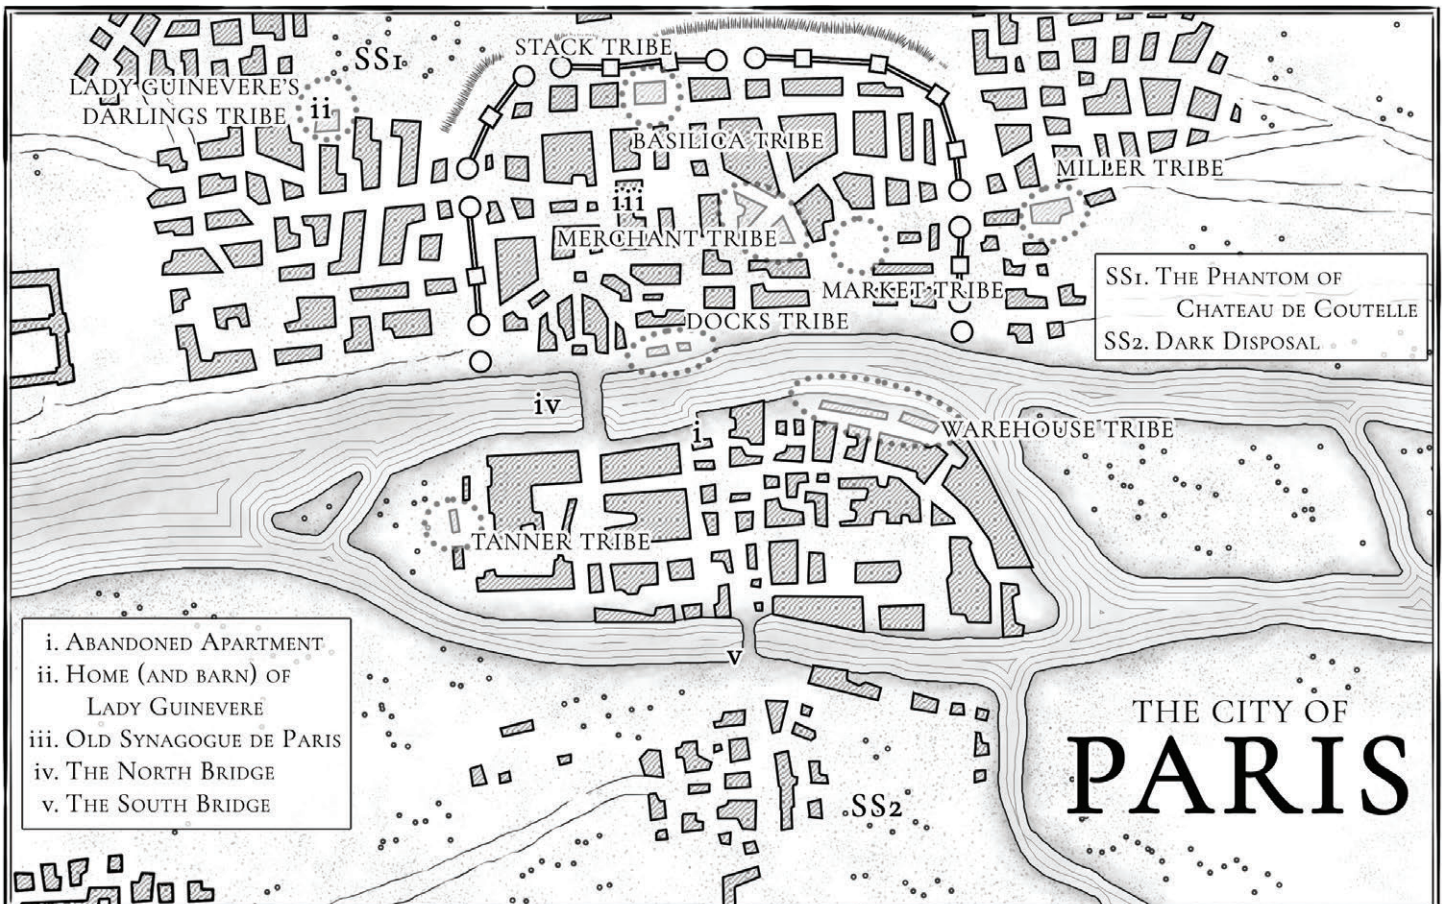 STACK TRIBE
SS1
LADY GUINEVERE'S
DARLINGS TRIBE
ii
BASILICA TRIBE
MILLER TRIBE
iii
MERCHANT TRIBE
MARKET TRIBE
DOCKS TRIBE
SS1. The Phantom of
Chateau de Coutelle
SS2. Dark Disposal
iv
i
WAREHOUSE TRIBE
TANNER TRIBE
v
i. Abandoned Apartment
ii. Home (and barn) of
Lady Guinevere
iii. Old Synagogue de Paris
iv. The North Bridge
v. The South Bridge
SS2
THE CITY OF
PARIS